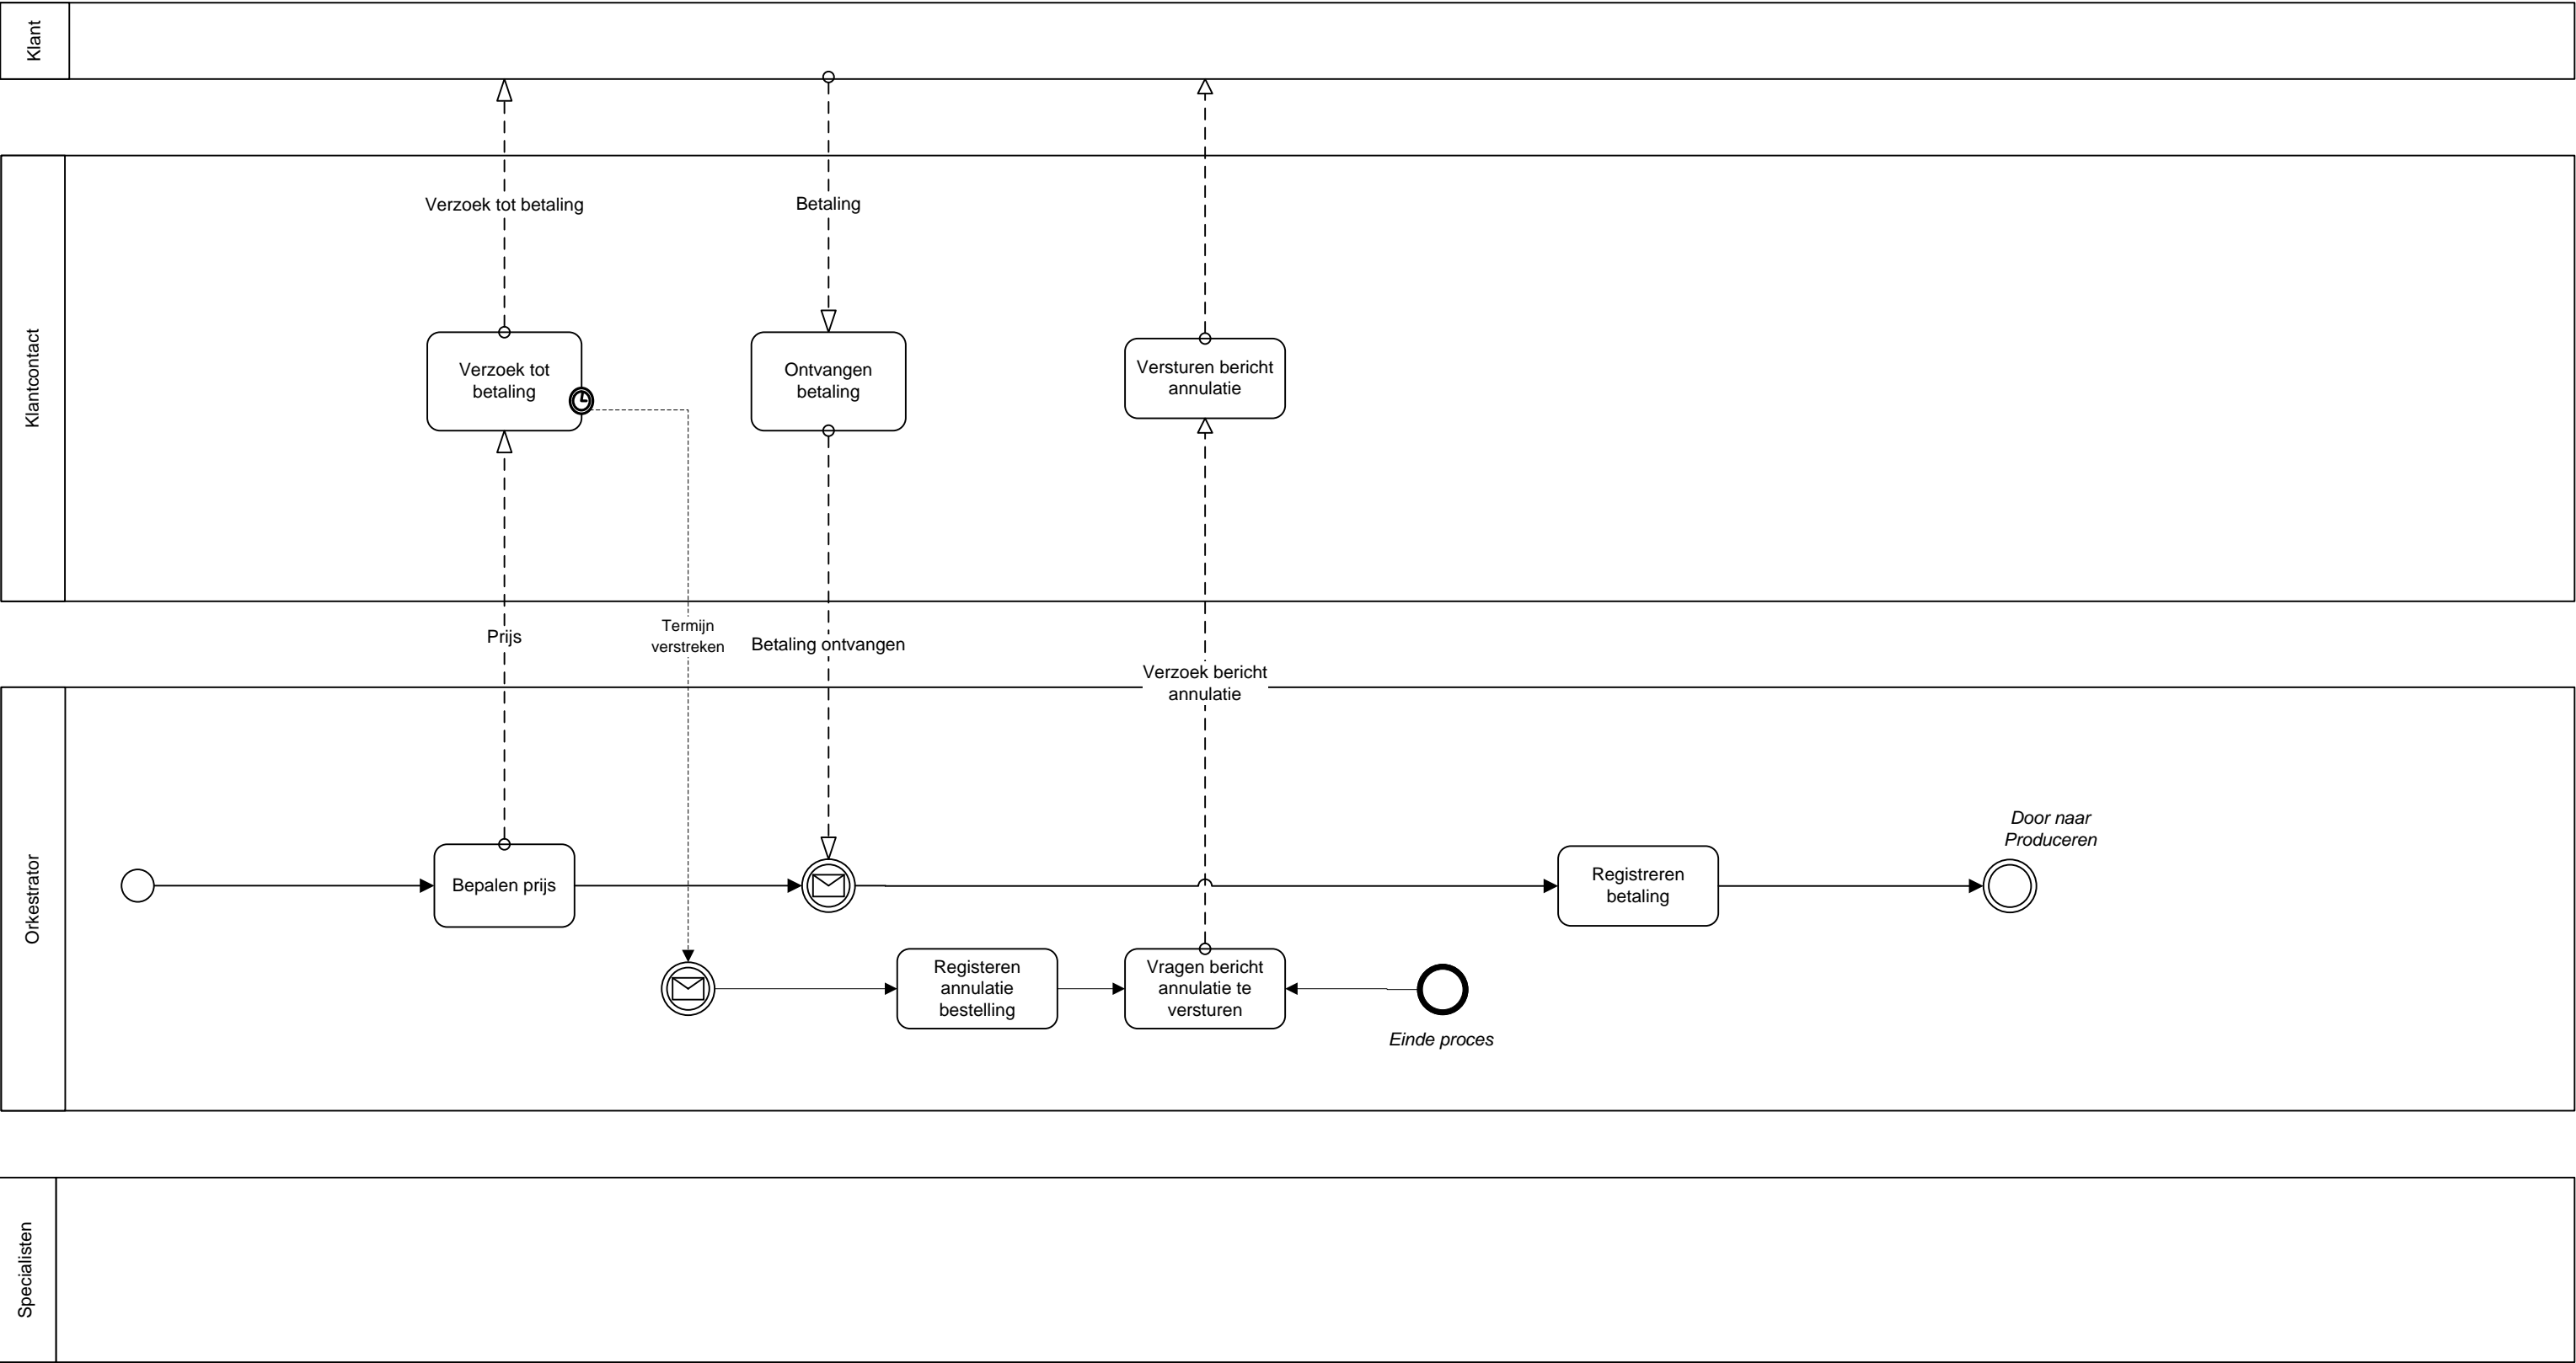 Klant
Klantcontact
Verzoek tot betaling
Betaling
Verzoek tot
betaling
Ontvangen
betaling
Versturen bericht
annulatie
Prijs
Termijn
verstreken
Betaling ontvangen
Verzoek bericht
annulatie
Orkestrator
Door naar
Produceren
Bepalen prijs
Registreren
betaling
Registeren
annulatie
bestelling
Vragen bericht
annulatie te
versturen
Einde proces
Specialisten